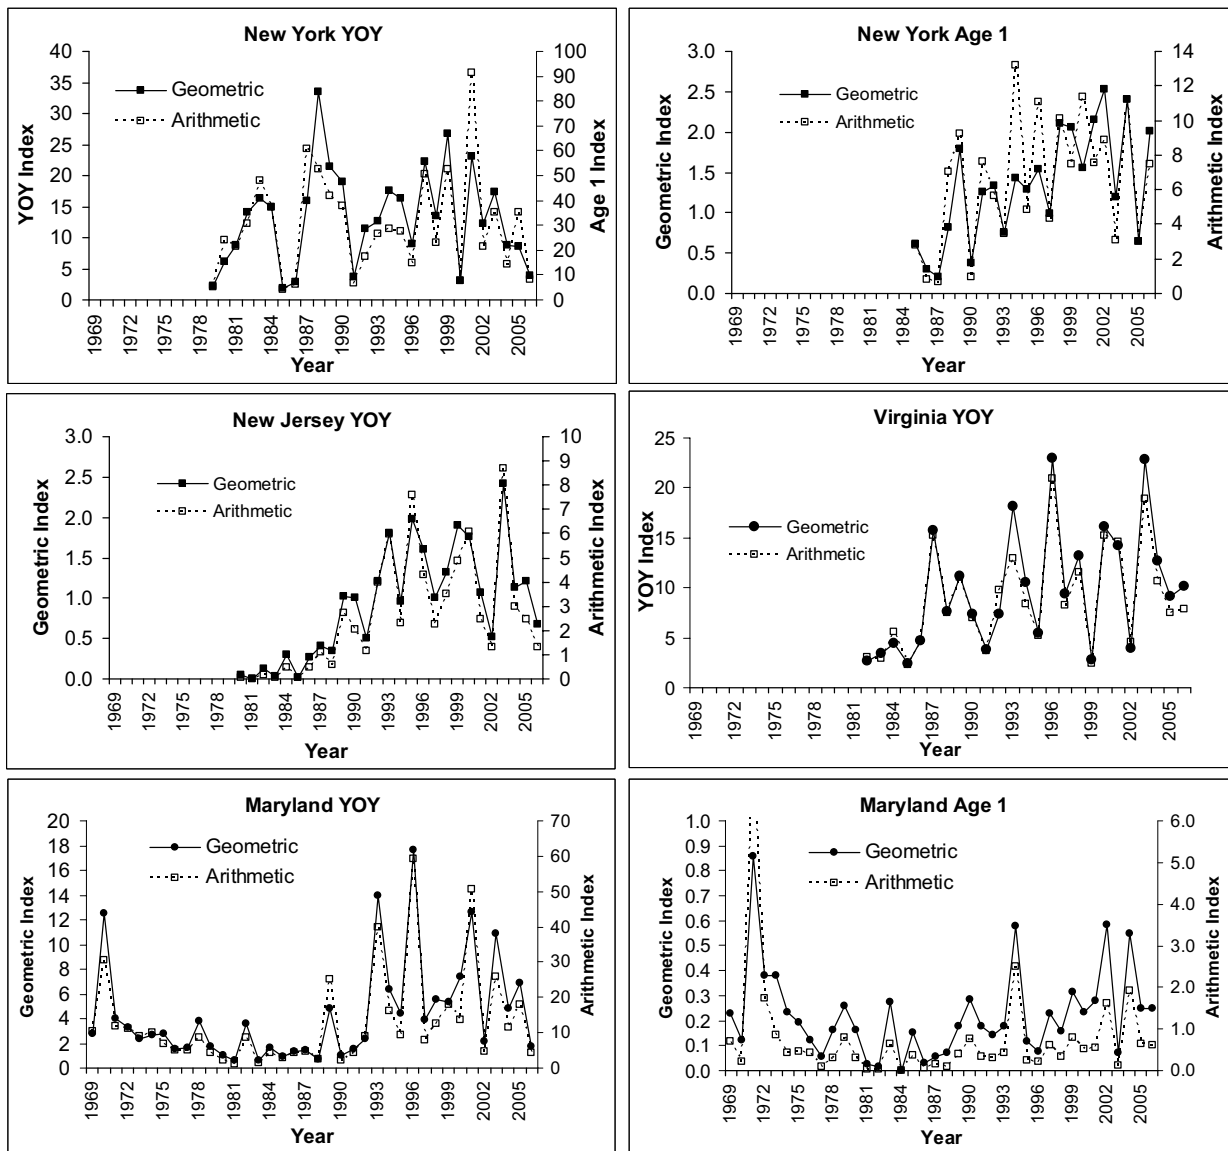 New York YOY
40
35
30
25
20
15
10
5
0
100
90
80
70
60
50
40
30
20
10
0
YOY Index
Age 1 Index
Geometric
Arithmetic
1969 1972 1975 1978 1981 1984 1987 1990 1993 1996 1999 2002 2005
Year
New York Age 1
3.0
2.5
2.0
1.5
1.0
0.5
0.0
14
12
10
8
6
4
2
0
Geometric Index
Arithmetic Index
Geometric
Arithmetic
1969 1972 1975 1978 1981 1984 1987 1990 1993 1996 1999 2002 2005
Year
New Jersey YOY
3.0
2.5
2.0
1.5
1.0
0.5
0.0
10
9
8
7
6
5
4
3
2
1
0
Geometric Index
Arithmetic Index
Geometric
Arithmetic
1969 1972 1975 1978 1981 1984 1987 1990 1993 1996 1999 2002 2005
Year
Virginia YOY
25
20
15
10
5
0
YOY Index
Geometric
Arithmetic
1969 1972 1975 1978 1981 1984 1987 1990 1993 1996 1999 2002 2005
Year
Maryland YOY
20
18
16
14
12
10
8
6
4
2
0
70
60
50
40
30
20
10
0
Geometric Index
Arithmetic Index
Geometric
Arithmetic
1969 1972 1975 1978 1981 1984 1987 1990 1993 1996 1999 2002 2005
Year
Maryland Age 1
1.0
0.9
0.8
0.7
0.6
0.5
0.4
0.3
0.2
0.1
0.0
6.0
5.0
4.0
3.0
2.0
1.0
0.0
Geometric Index
Arithmetic Index
Geometric
Arithmetic
1969 1972 1975 1978 1981 1984 1987 1990 1993 1996 1999 2002 2005
Year